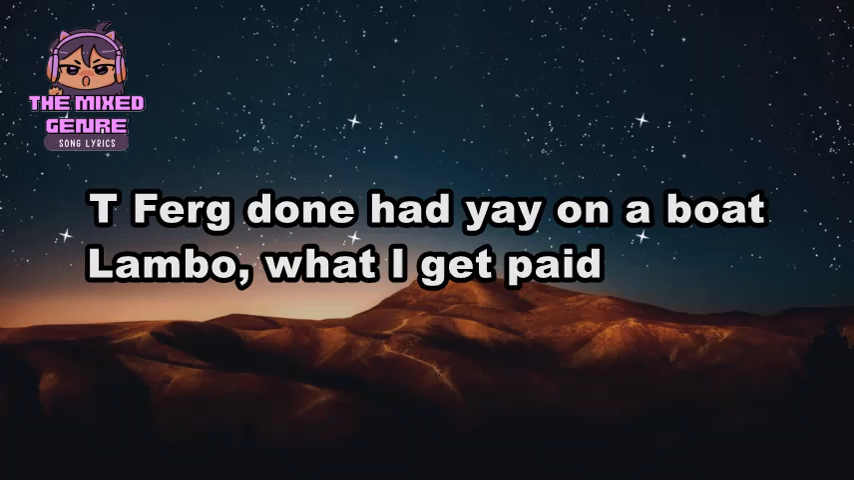 THE MIXED
GENRE
SONG LYRICS
T Ferg done had yay on a boat
Lambo, what I get paid